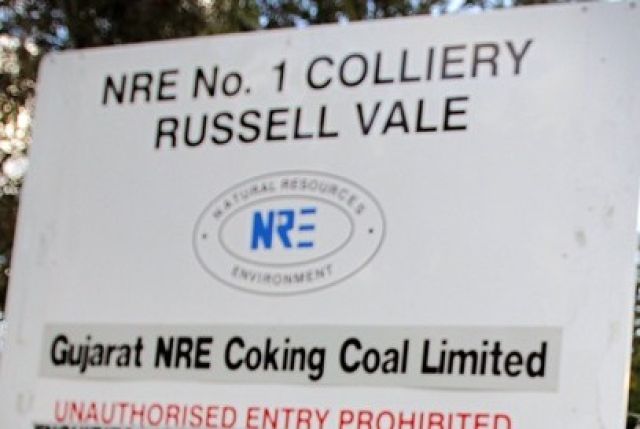 NRE No. 1 COLLIERY
RUSSELL VALE
NATURAL RESOURCES
NRE
ENVIRONMENT
Gujarat NRE Coking Coal Limited
UNAUTHORISED ENTRY PROHIBITED